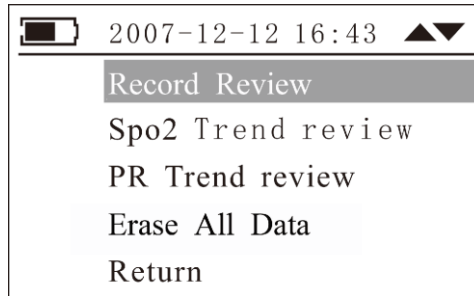 2007-12-12 16:43
Record Review
Spo2 Trend review
PR Trend review
Erase All Data
Return